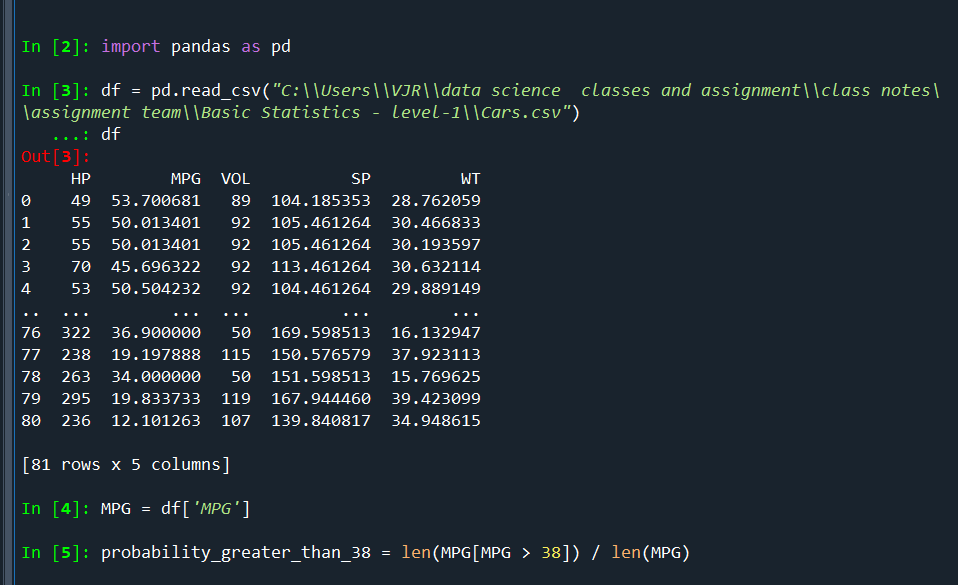 In [2]: import pandas as pd
In [3]: df = pd.read_csv("C:\\Users\\VJR\\data science  classes and assignment\\class notes\
\assignment team\\Basic Statistics - level-1\\Cars.csv")
...: df
Out[3]:
HP MPG VOL SP WT
0 49 53.700681 89 104.185353 28.762059
1 55 50.013401 92 105.461264 30.466833
2 55 50.013401 92 105.461264 30.193597
3 70 45.696322 92 113.461264 30.632114
4 53 50.504232 92 104.461264 29.889149
.. ... ... ... ... ...
76 322 36.900000 50 169.598513 16.132947
77 238 19.197888 115 150.576579 37.923113
78 263 34.000000 50 151.598513 15.769625
79 295 19.833733 119 167.944460 39.423099
80 236 12.101263 107 139.840817 34.948615
[81 rows x 5 columns]
In [4]: MPG = df['MPG']
In [5]: probability_greater_than_38 = len(MPG[MPG > 38]) / len(MPG)